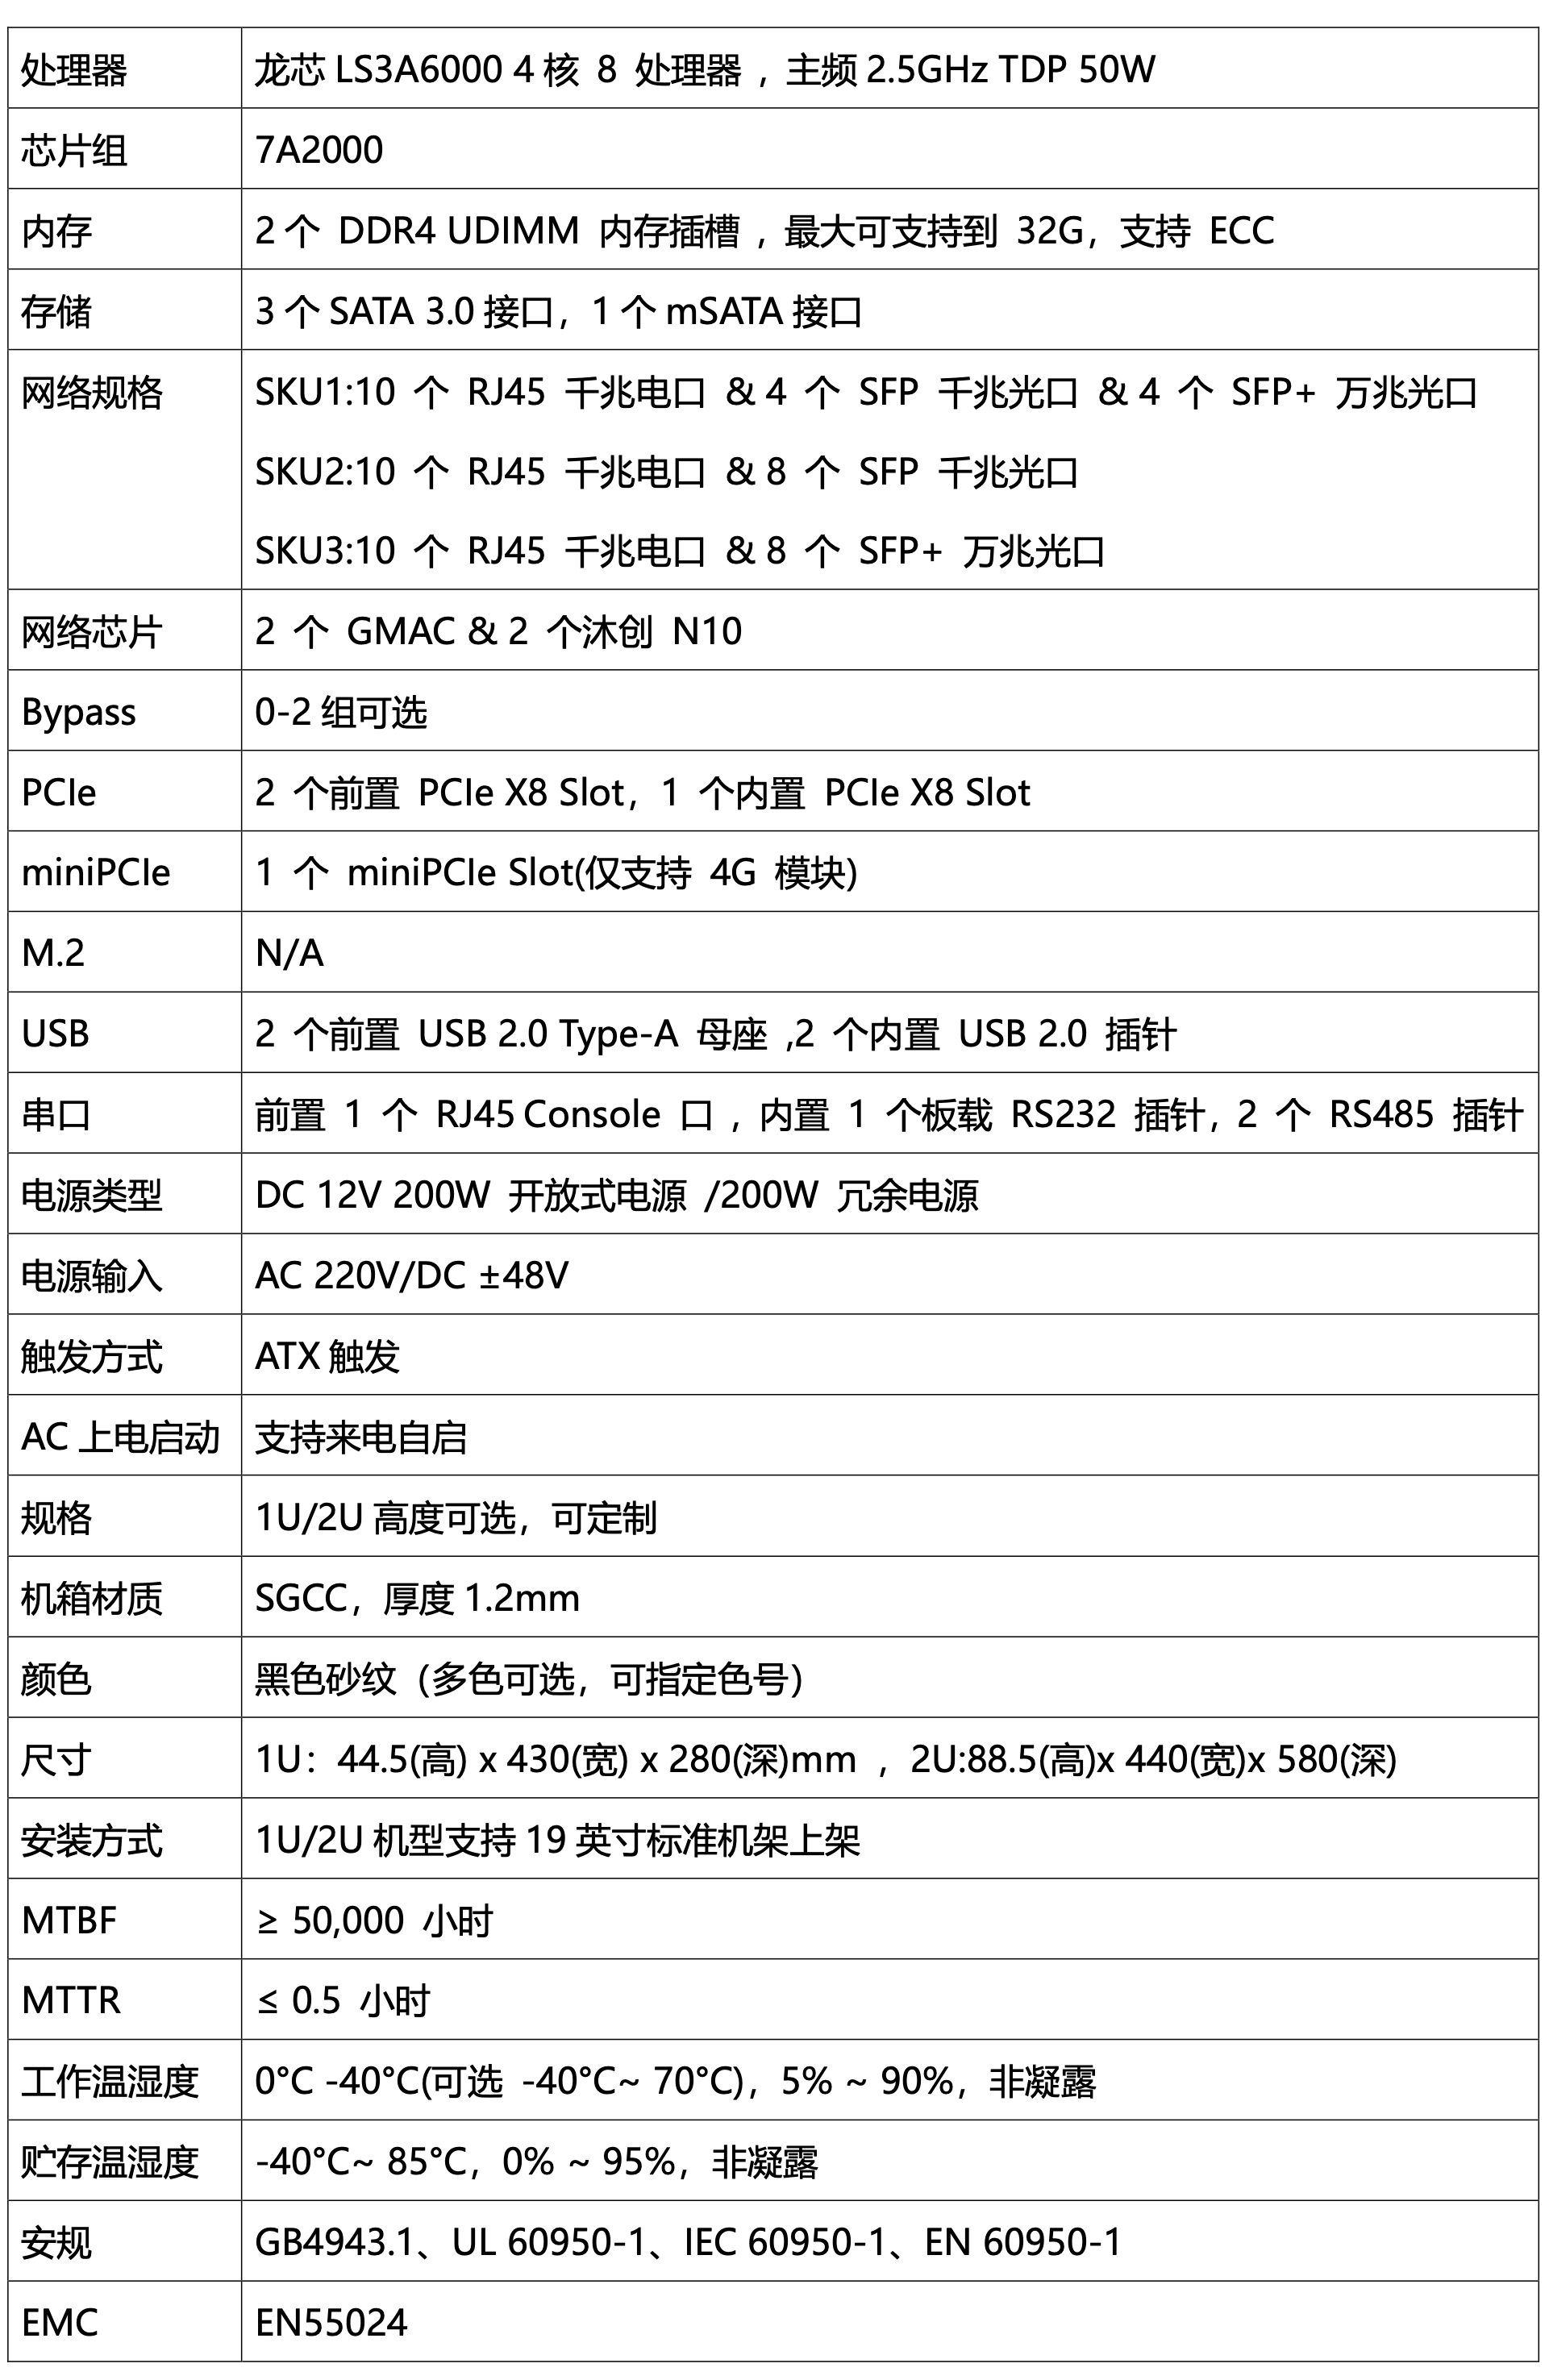 处理器 龙芯 LS3A6000 4 核 8 处理器 , 主频 2.5GHz TDP 50W
芯片组 7A2000
内存 2 个 DDR4 UDIMM 内存插槽 , 最大可支持到 32G，支持 ECC
存储 3 个 SATA 3.0 接口，1 个 mSATA 接口
网络规格 SKU1:10 个 RJ45 千兆电口 & 4 个 SFP 千兆光口 & 4 个 SFP+ 万兆光口
SKU2:10 个 RJ45 千兆电口 & 8 个 SFP 千兆光口
SKU3:10 个 RJ45 千兆电口 & 8 个 SFP+ 万兆光口
网络芯片 2 个 GMAC & 2 个沐创 N10
Bypass 0-2 组可选
PCIe 2 个前置 PCIe X8 Slot，1 个内置 PCIe X8 Slot
miniPCIe 1 个 miniPCIe Slot(仅支持 4G 模块)
M.2 N/A
USB 2 个前置 USB 2.0 Type-A 母座 ,2 个内置 USB 2.0 插针
串口 前置 1 个 RJ45 Console 口 , 内置 1 个板载 RS232 插针，2 个 RS485 插针
电源类型 DC 12V 200W 开放式电源 /200W 冗余电源
电源输入 AC 220V/DC ±48V
触发方式 ATX 触发
AC 上电启动 支持来电自启
规格 1U/2U 高度可选，可定制
机箱材质 SGCC，厚度 1.2mm
颜色 黑色砂纹（多色可选，可指定色号）
尺寸 1U：44.5(高) x 430(宽) x 280(深)mm , 2U:88.5(高)x 440(宽)x 580(深)
安装方式 1U/2U 机型支持 19 英寸标准机架上架
MTBF ≥ 50,000 小时
MTTR ≤ 0.5 小时
工作温湿度 0°C -40°C(可选 -40°C~ 70°C)，5% ~ 90%，非凝露
贮存温湿度 -40°C~ 85°C，0% ~ 95%，非凝露
安规 GB4943.1、UL 60950-1、IEC 60950-1、EN 60950-1
EMC EN55024